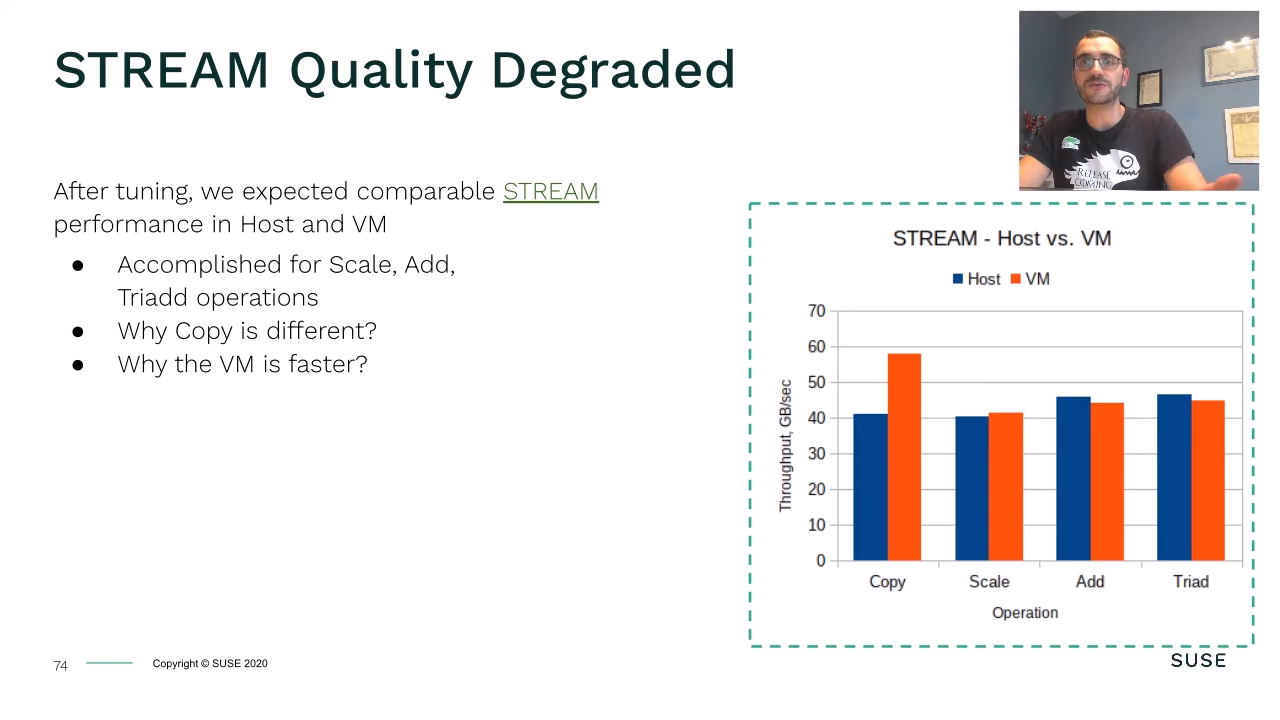 STREAM Quality Degraded
RELEASE
COMING
After tuning, we expected comparable STREAM
performance in Host and VM
● Accomplished for Scale, Add,
Triadd operations
● Why Copy is different?
● Why the VM is faster?
STREAM - Host vs. VM
Host VM
Throughput, GB/sec
70
60
50
40
30
20
10
0
Copy Scale Add Triad
Operation
74
Copyright © SUSE 2020
SUSE